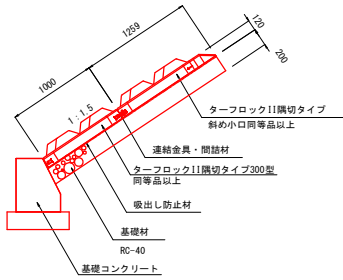 1259
120
1000
200
1:1.5
ターフロックII隅切タイプ
斜め小口同等品以上
連結金具・間詰材
ターフロックII隅切タイプ300型
同等品以上
吸出し防止材
基礎材
RC-40
基礎コンクリート